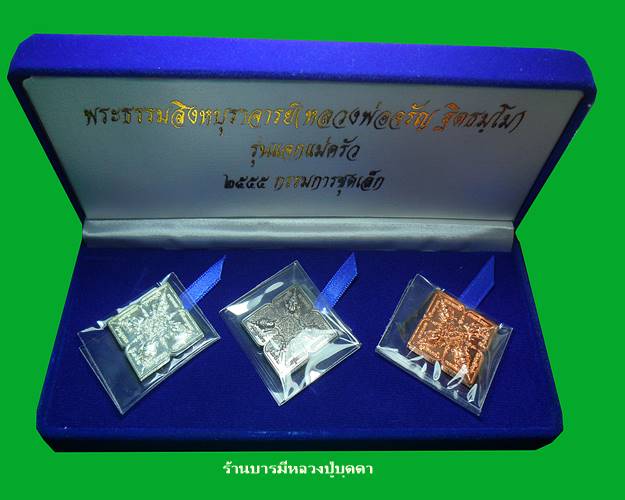 พระธรรมสิงหบุราจารย์(หลวงพ่อจรัญ ฐิตธมฺโม)
รุ่นแจกแม่ครัว
๒๕๕๕ กรรมการชุดเล็ก
ร้านบารมีหลวงปู่บุดดา